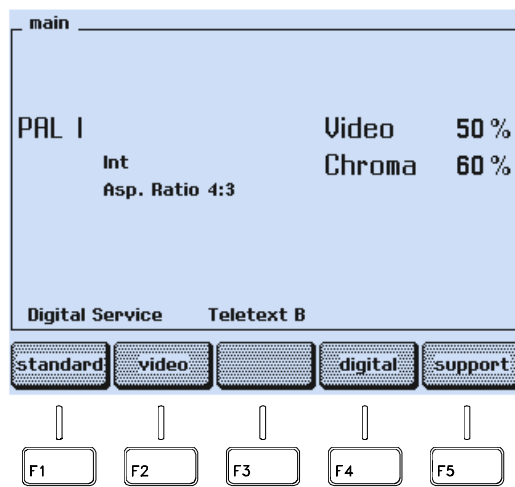 main
PAL I Video 50 %
Int
Chroma 60 %
Asp. Ratio 4:3
Digital Service Teletext B
standard video digital support
F1 F2 F3 F4 F5